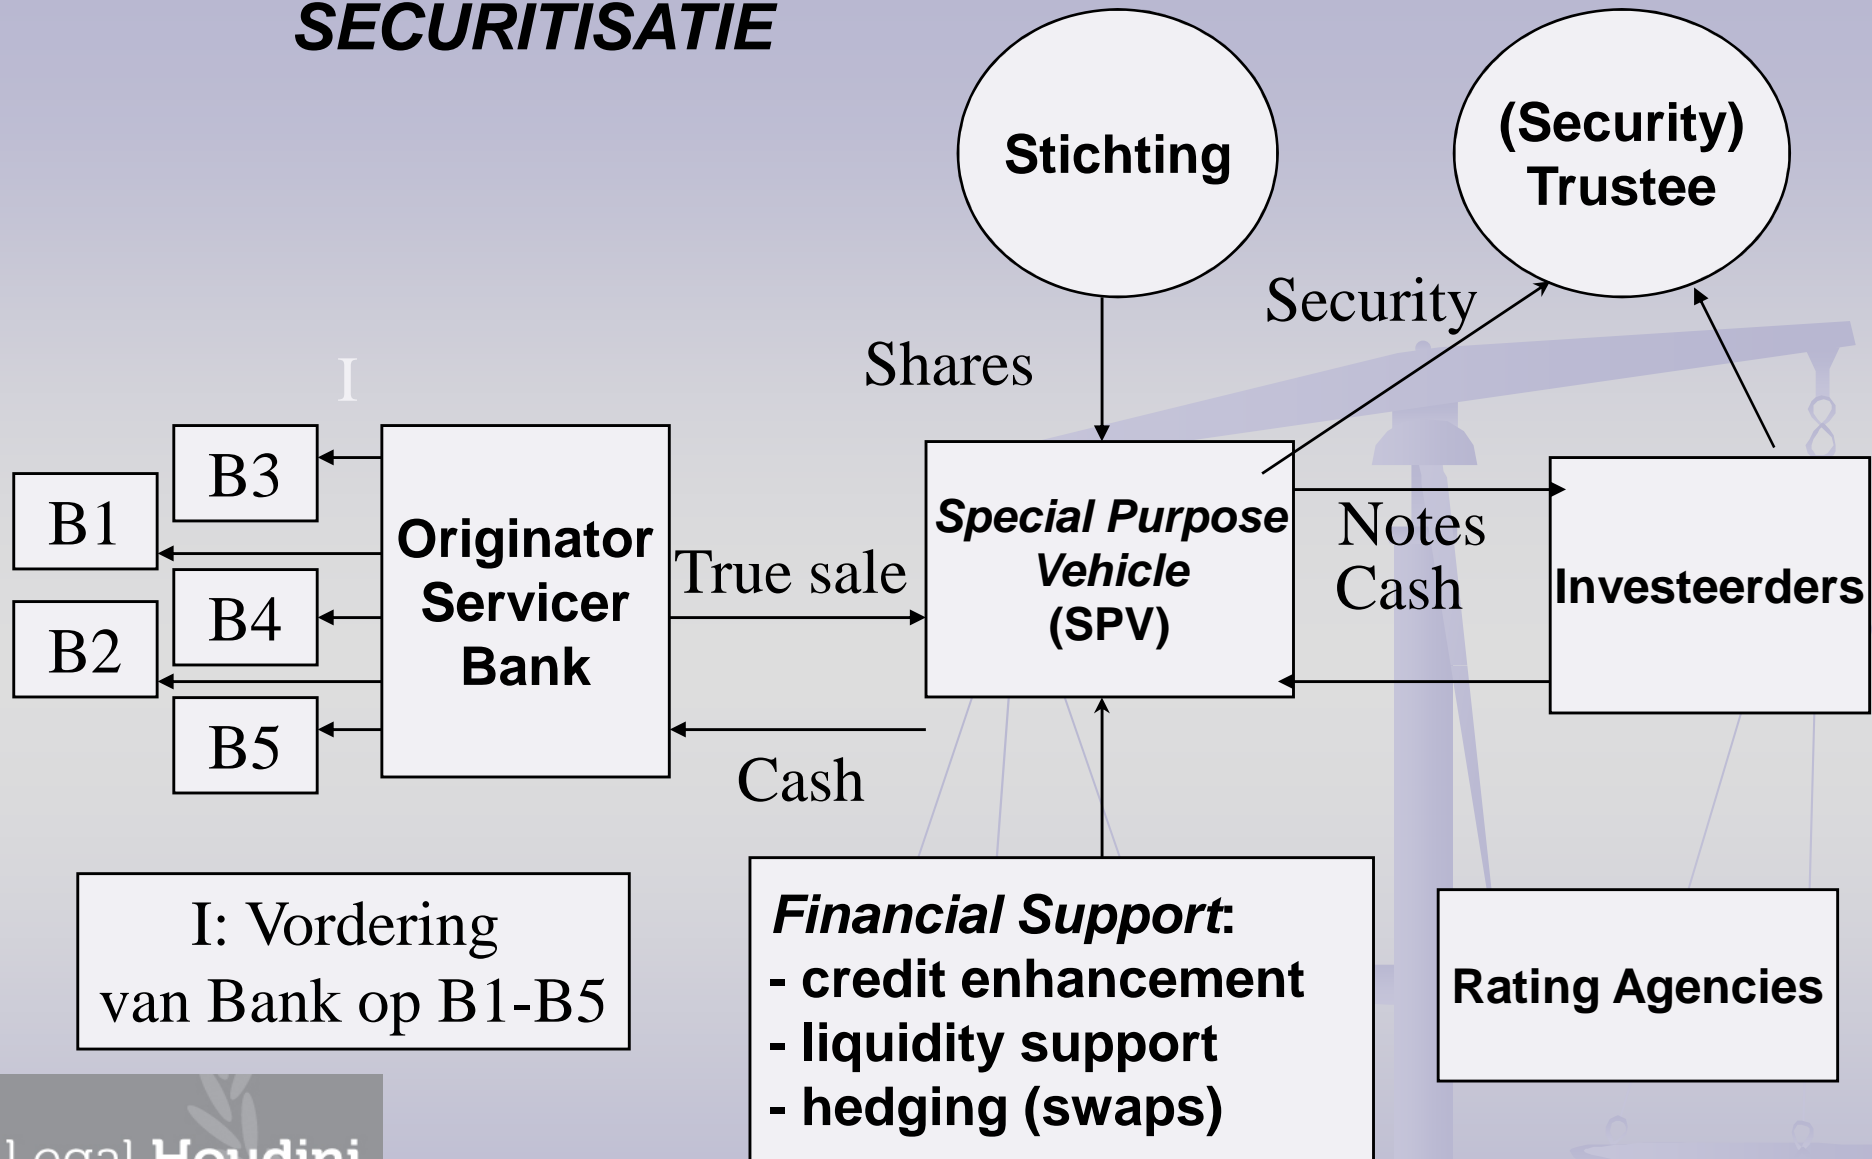 SECURITISATIE
Stichting
(Security)
Trustee
Security
Shares
I
B3
B1
B4
B2
B5
Originator
Servicer
Bank
True sale
Cash
Special Purpose
Vehicle
(SPV)
Notes
Cash
Investeerders
I: Vordering
van Bank op B1-B5
Financial Support:
- credit enhancement
- liquidity support
- hedging (swaps)
Rating Agencies
Legal Houdini